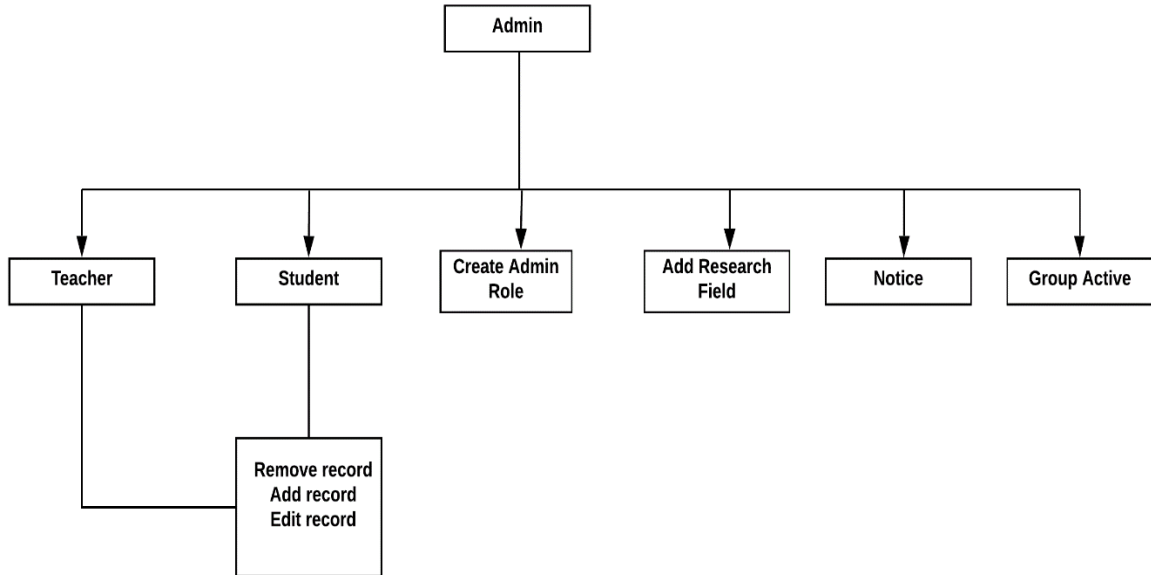 Admin
Teacher
Student
Create Admin
Role
Add Research
Field
Notice
Group Active
Remove record
Add record
Edit record